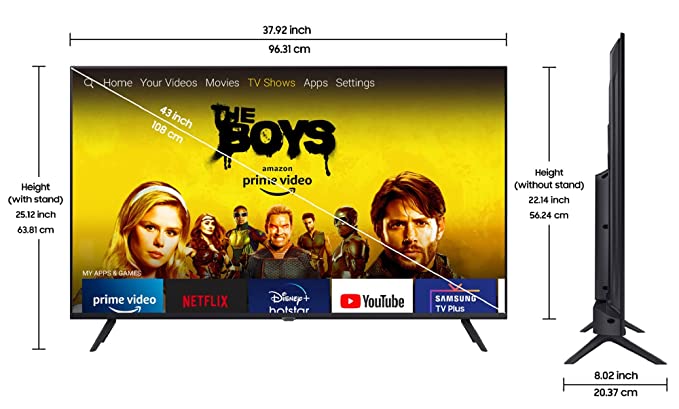 37.92 inch
96.31 cm
Home Your Videos Movies TV Shows Apps Settings
43 inch
108 cm
THE
BOYS
amazon
prime video
Height
(with stand)
25.12 inch
63.81 cm
Height
(without stand)
22.14 inch
56.24 cm
MY APPS & GAMES
prime video
NETFLIX
Disney+
hotstar
YouTube
SAMSUNG
TV Plus
8.02 inch
20.37 cm